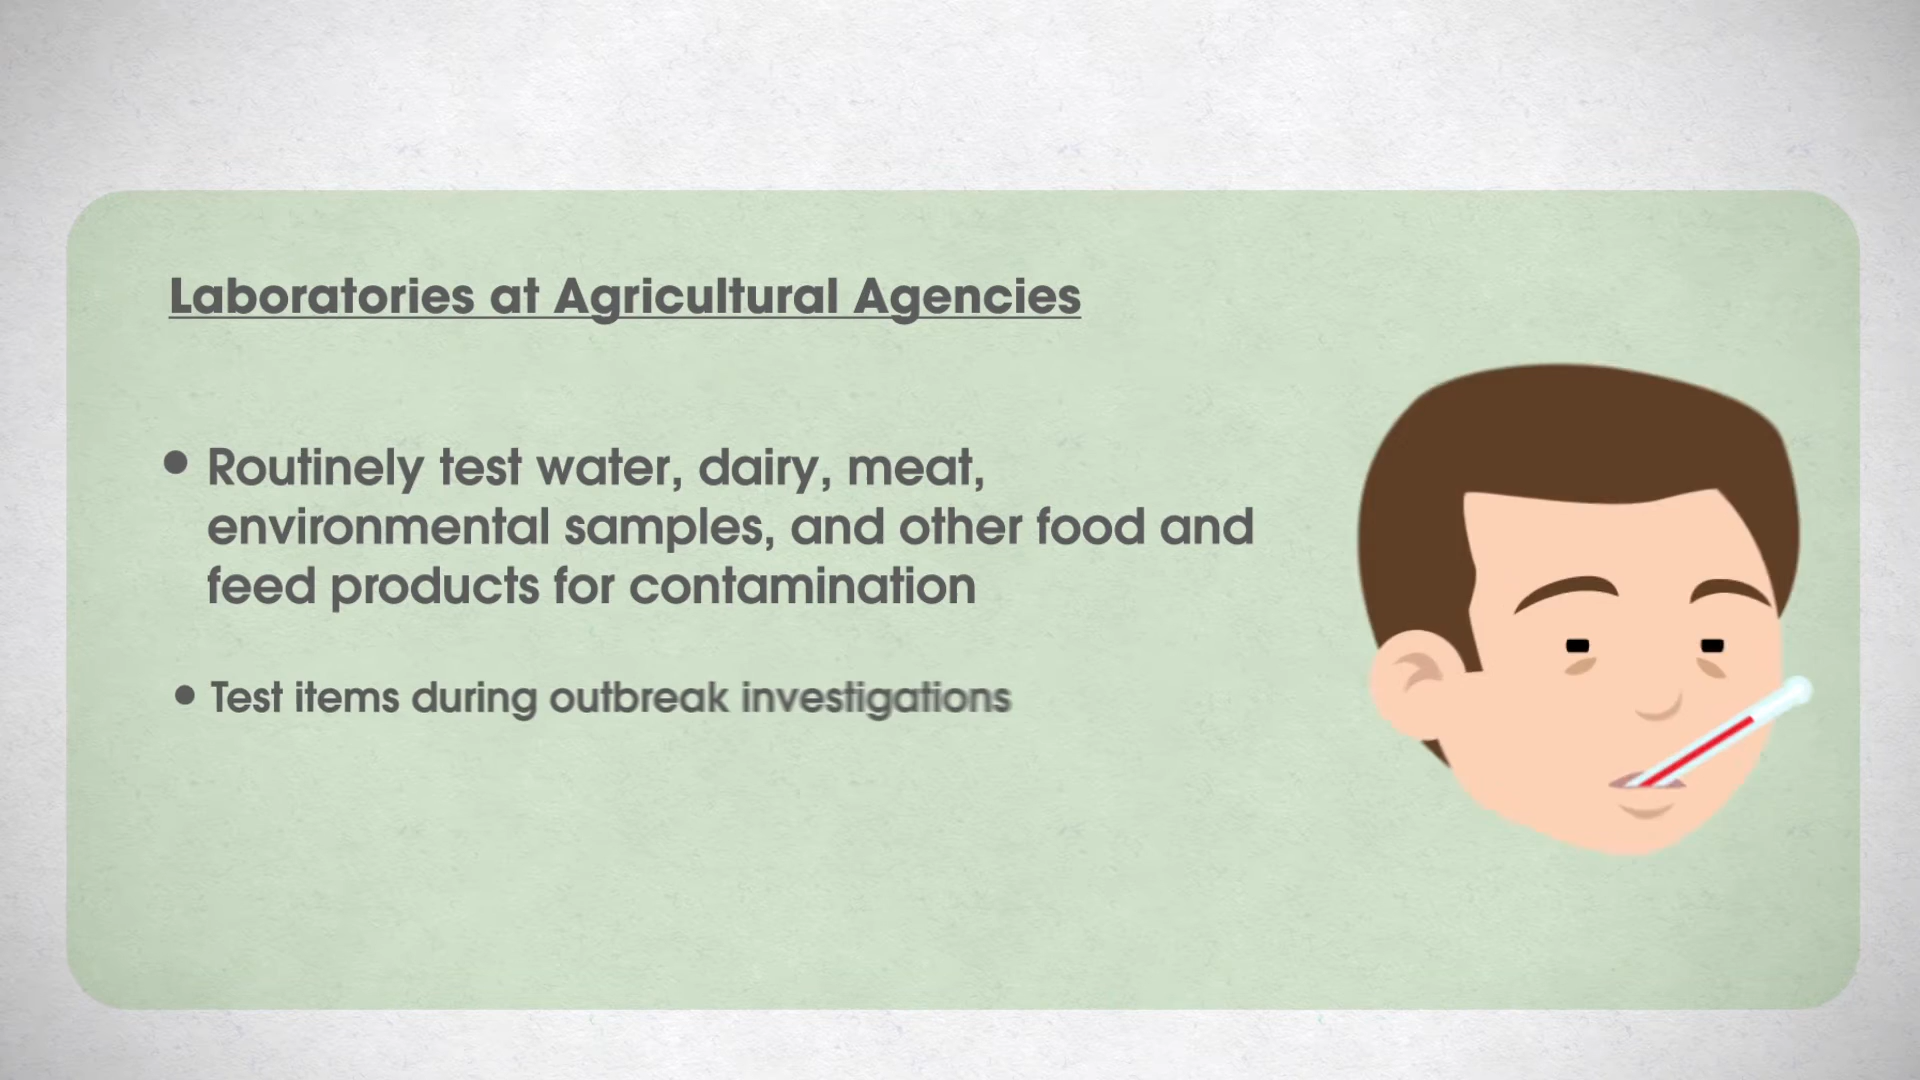 Laboratories at Agricultural Agencies
• Routinely test water, dairy, meat,
environmental samples, and other food and
feed products for contamination
• Test items during outbreak investigations